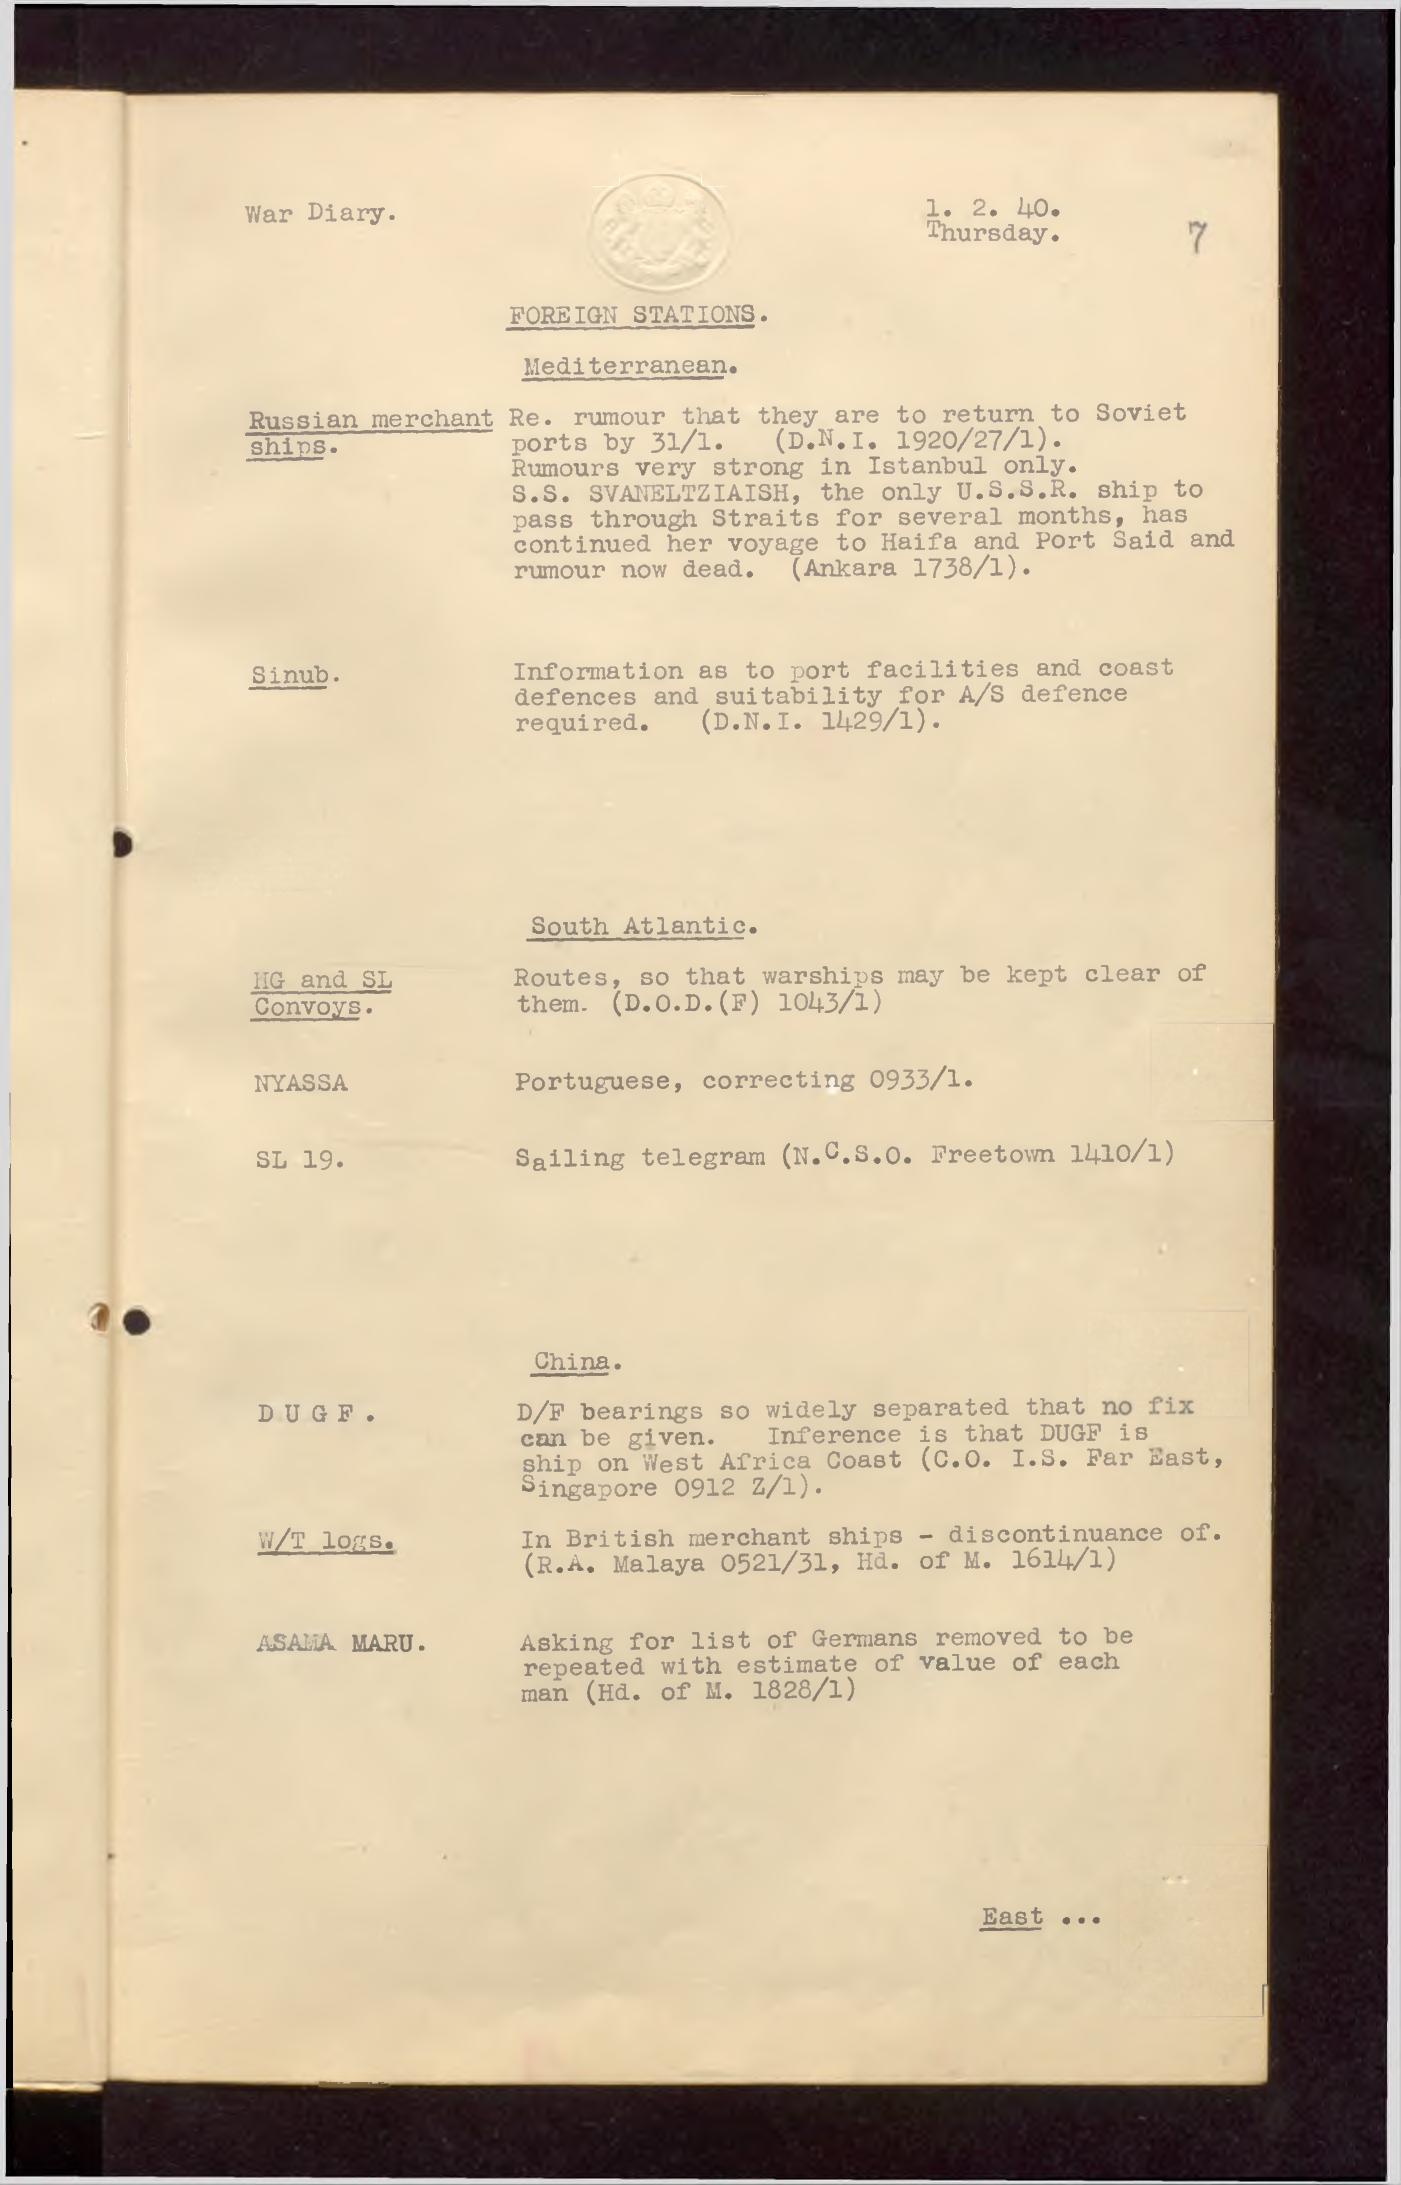 War Diary.
1. 2. 40.
Thursday.
7
FOREIGN STATIONS.
Mediterranean.
Russian merchant Re. rumour that they are to return to Soviet
ships. ports by 31/1. (D.N.I. 1920/27/1).
Rumours very strong in Istanbul only.
S.S. SVANELTZIAISH, the only U.S.S.R. ship to
pass through Straits for several months, has
continued her voyage to Haifa and Port Said and
rumour now dead. (Ankara 1738/1).
Sinub. Information as to port facilities and coast
defences and suitability for A/S defence
required. (D.N.I. 1429/1).
South Atlantic.
HG and SL Routes, so that warships may be kept clear of
Convoys. them. (D.O.D.(F) 1043/1)
NYASSA Portuguese, correcting 0933/1.
SL 19. Sailing telegram (N.C.S.O. Freetown 1410/1)
China.
D U G F . D/F bearings so widely separated that no fix
can be given. Inference is that DUGF is
ship on West Africa Coast (C.O. I.S. Far East,
Singapore 0912 Z/1).
W/T logs. In British merchant ships - discontinuance of.
(R.A. Malaya 0521/31, Hd. of M. 1614/1)
ASAMA MARU. Asking for list of Germans removed to be
repeated with estimate of value of each
man (Hd. of M. 1828/1)
East ...